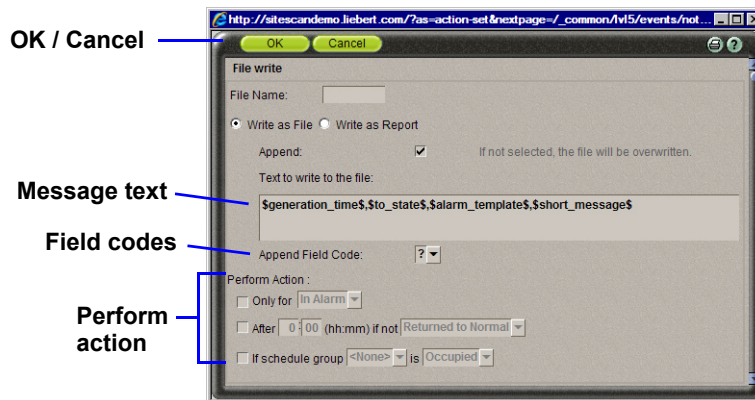 http://sitescandemo.liebert.com/?as=action-set&nextpage=/_common/lvl5/events/not...
OK / Cancel
OK Cancel ?
File write
File Name:
Write as File Write as Report
Append: If not selected, the file will be overwritten.
Text to write to the file:
Message text
$generation_time$,$to_state$,$alarm_template$,$short_message$
Field codes
Append Field Code: ?
Perform Action :
Only for In Alarm
Perform action
After 0 : 00 (hh:mm) if not Returned to Normal
If schedule group <None> is Occupied